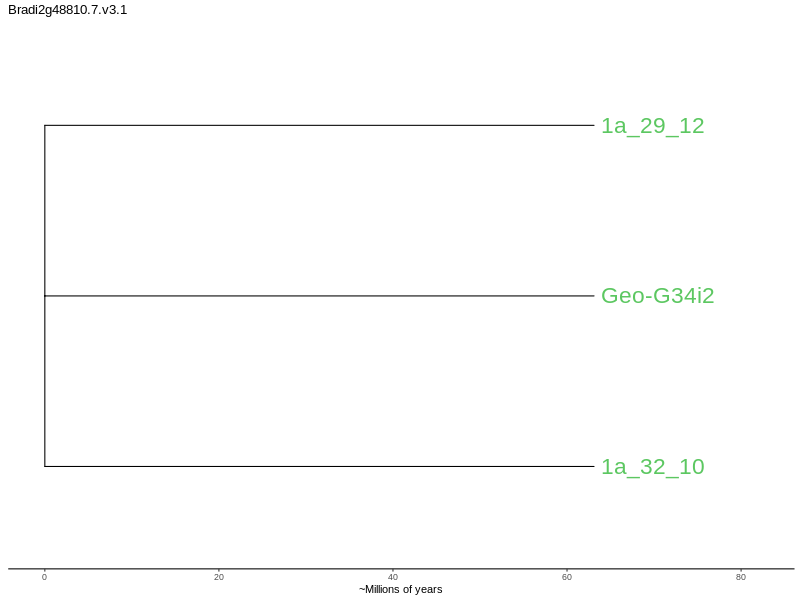 Bradi2g48810.7.v3.1
1a_29_12
Geo-G34i2
1a_32_10
0 20 40 60 80
~Millions of years